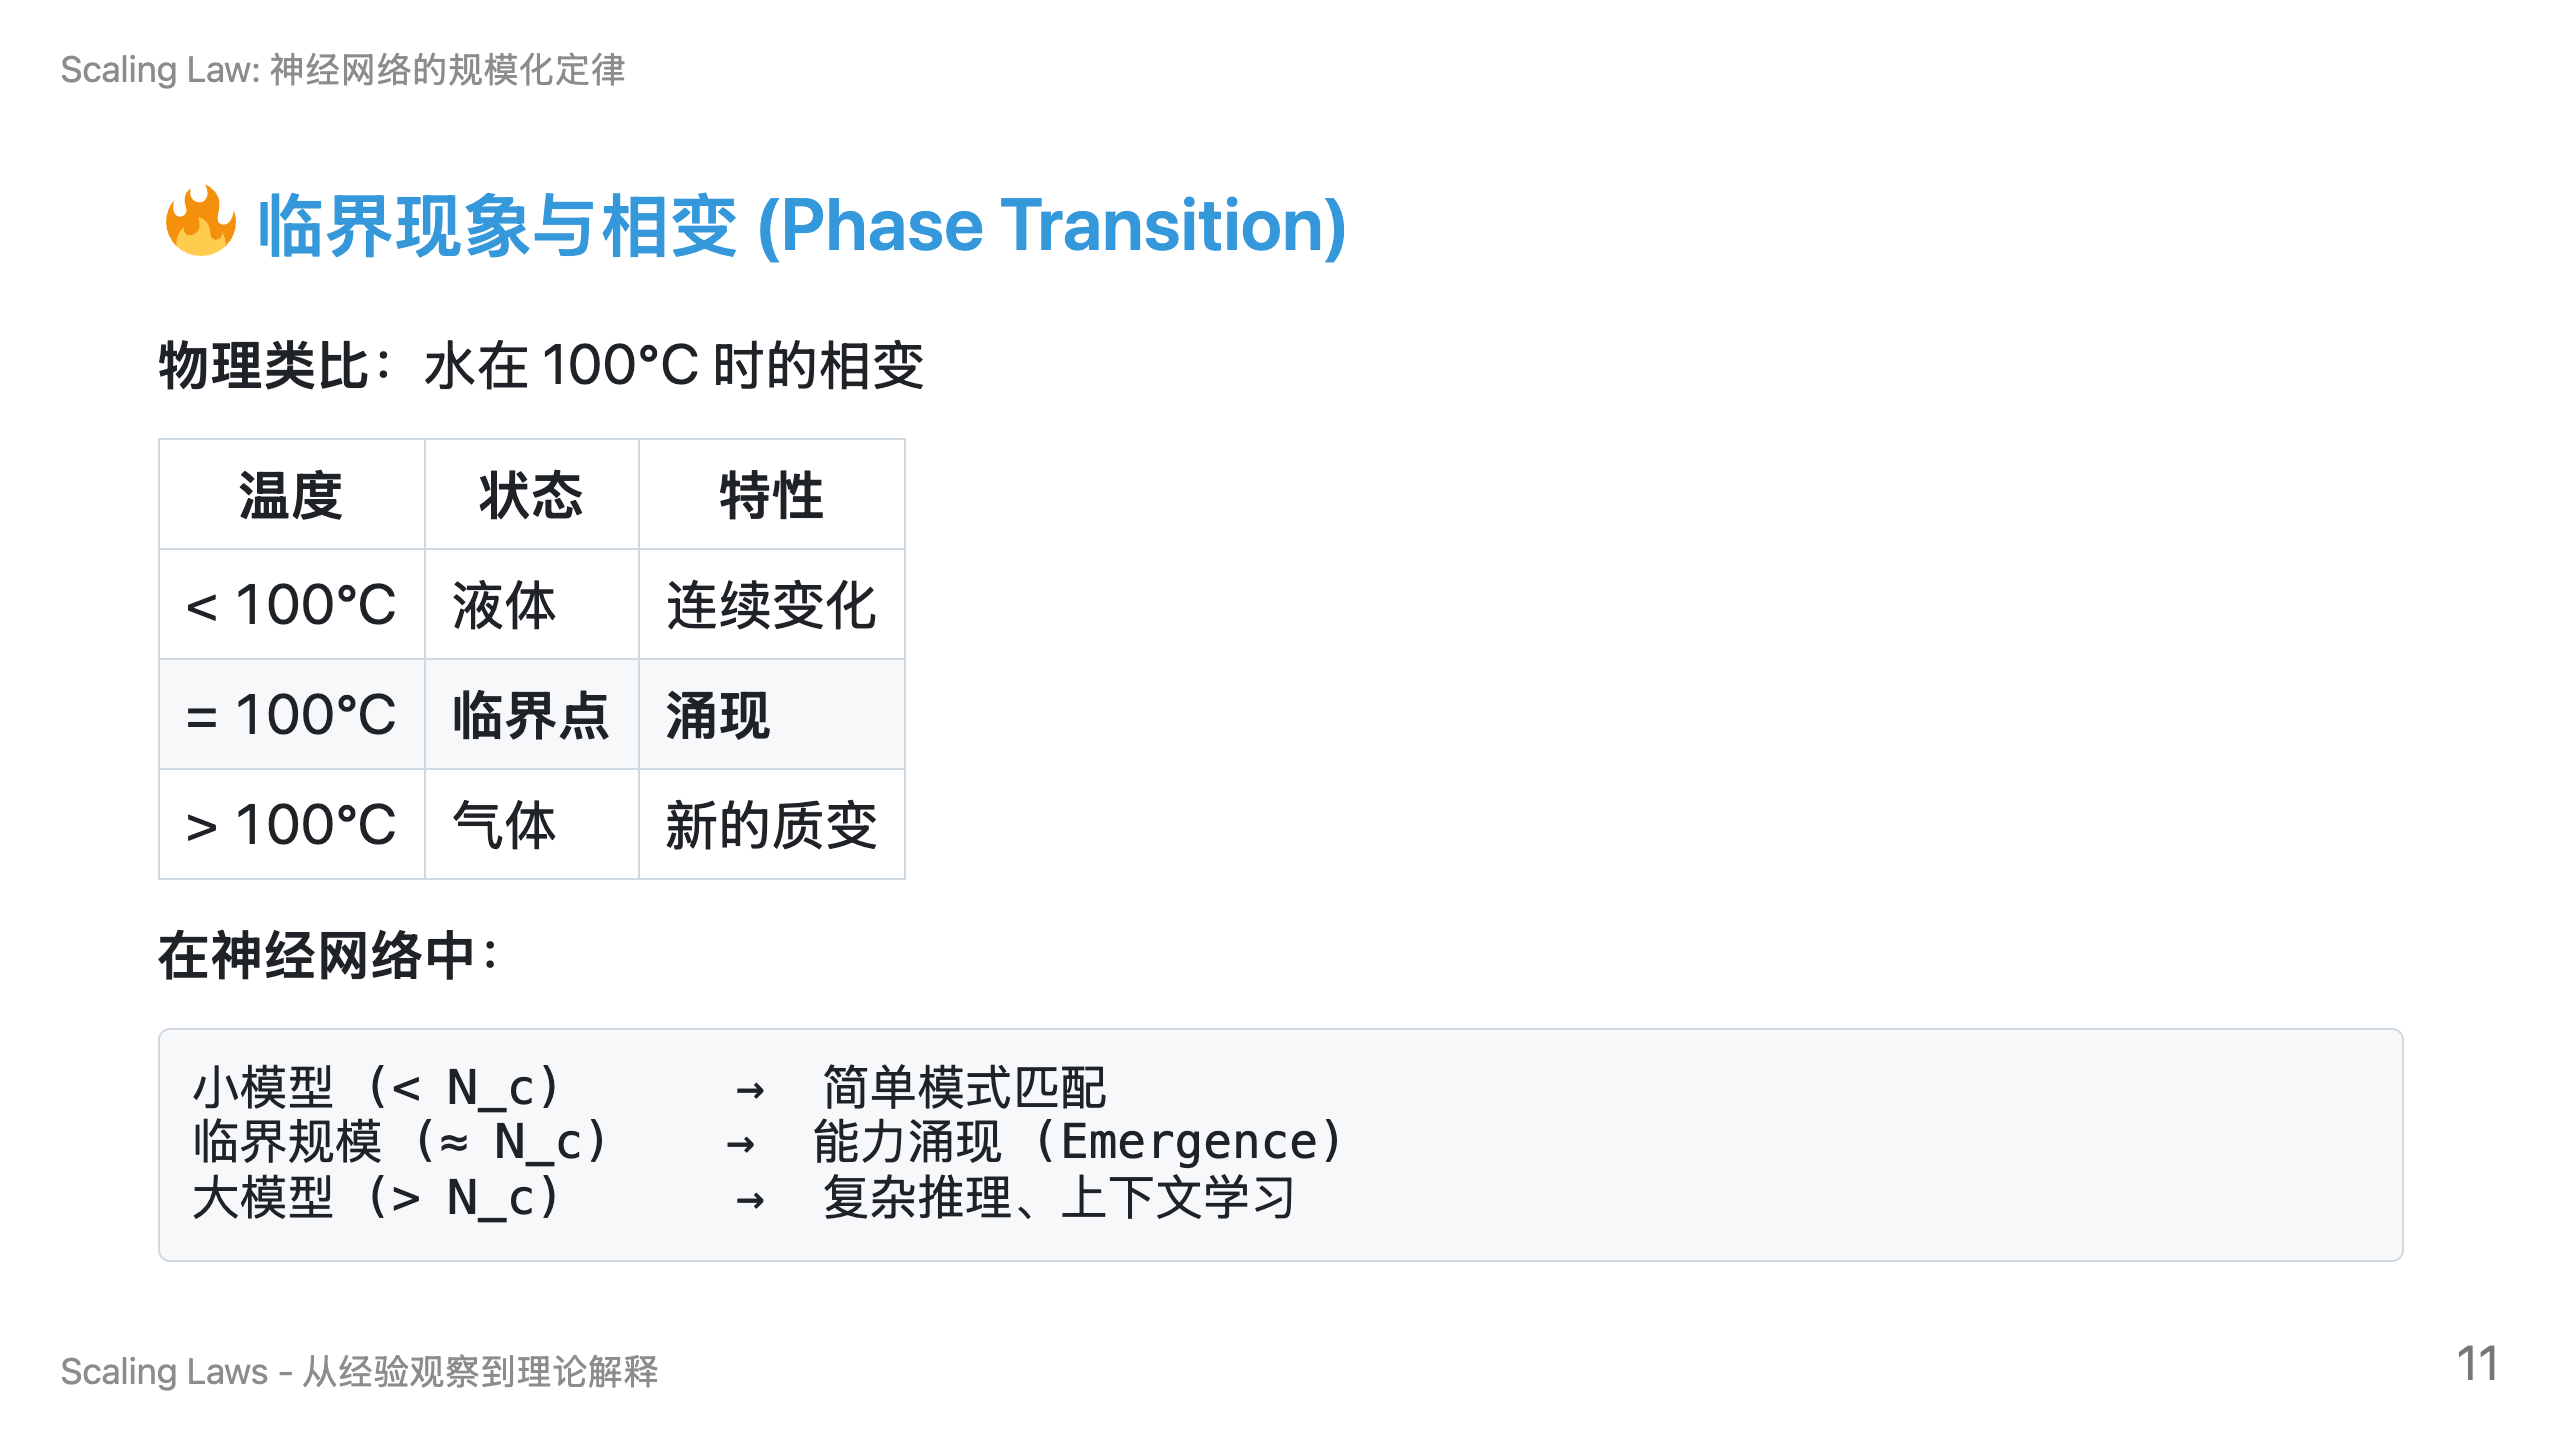 Scaling Law: 神经网络的规模化定律
🔥 临界现象与相变 (Phase Transition)
物理类比：水在 100°C 时的相变
温度 状态 特性
< 100°C 液体 连续变化
= 100°C 临界点 涌现
> 100°C 气体 新的质变
在神经网络中：
小模型 (< N_c) → 简单模式匹配
临界规模 (≈ N_c) → 能力涌现 (Emergence)
大模型 (> N_c) → 复杂推理、上下文学习
Scaling Laws - 从经验观察到理论解释
11